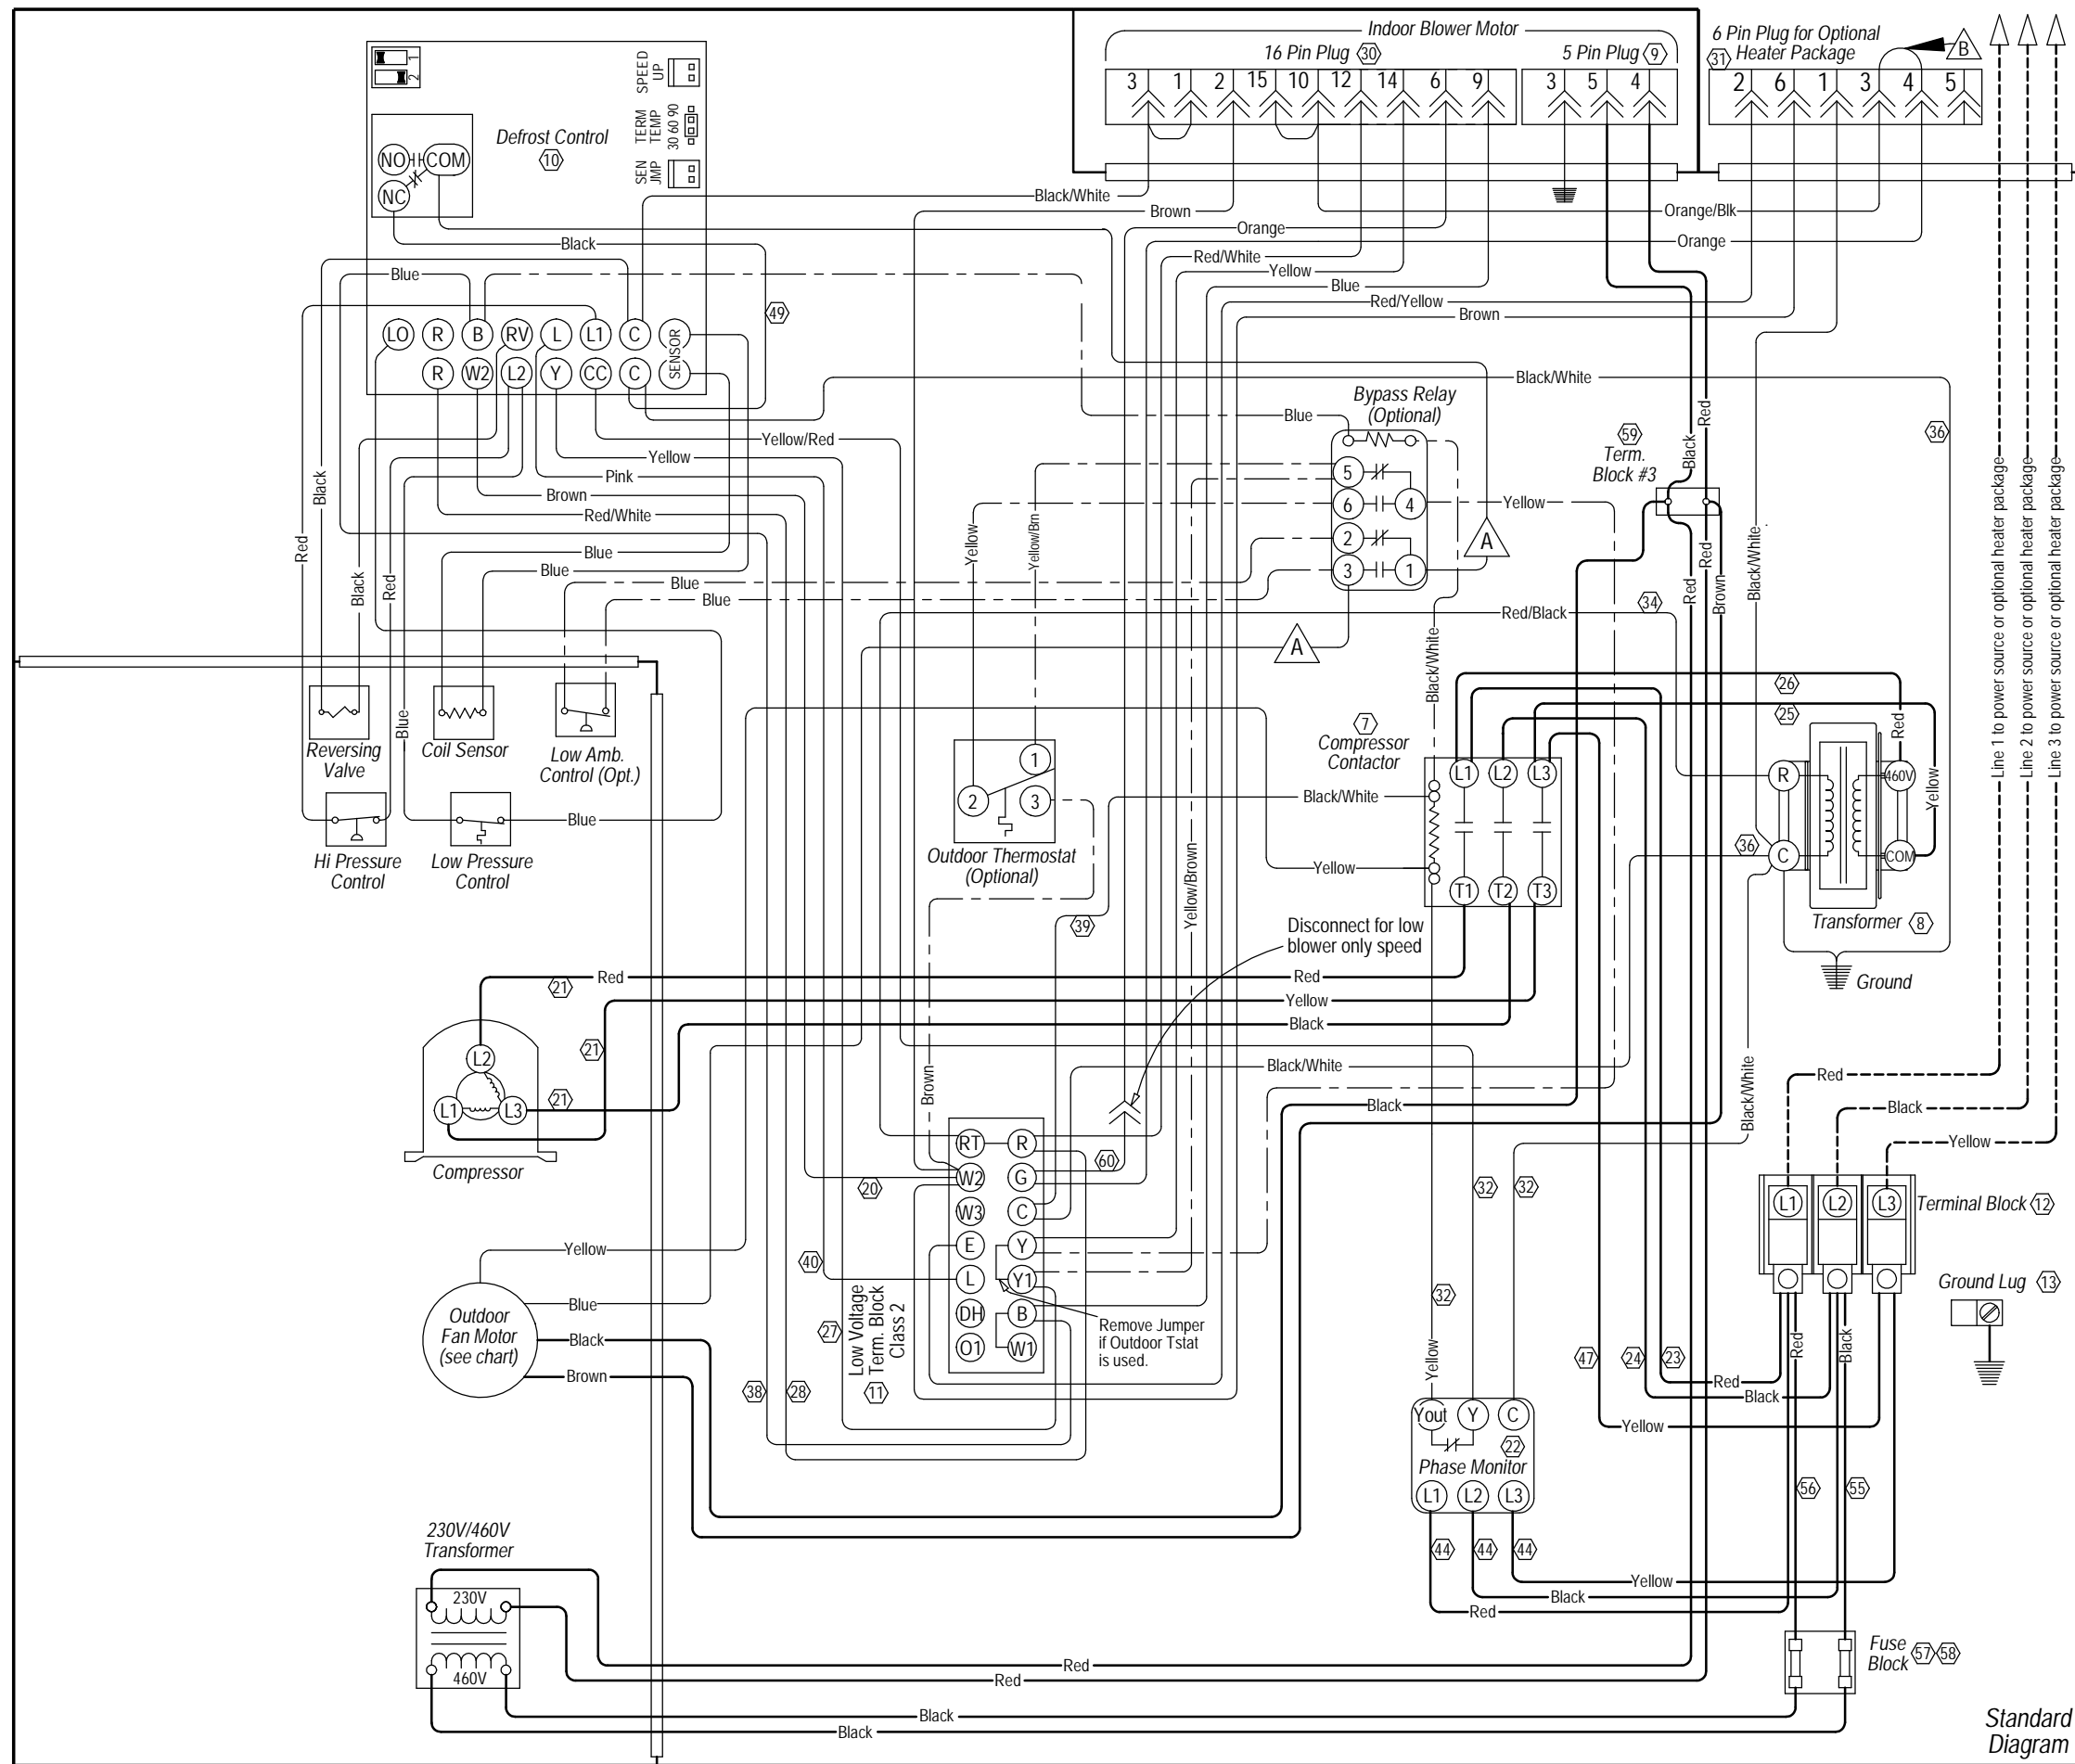 Indoor Blower Motor
16 Pin Plug 30
5 Pin Plug 9
3 1 2 15 10 12 14 6 9
3 5 4
6 Pin Plug for Optional
31 Heater Package
2 6 1 3 4 5
B
1
2
SPEED
UP
TERM
TEMP
30 60 90
SEN
JMP
Defrost Control
10
NO
COM
NC
Black/White
Brown
Orange
Red/White
Yellow
Blue
Red/Yellow
Brown
Orange/Blk
Orange
Black
Blue
49
LO R B RV L L1 C
SENSOR
R W2 L2 Y CC C
Black/White
Yellow/Red
Yellow
Pink
Brown
Red/White
Blue
Blue
Blue
Blue
Red
Black
Black
Red
Blue
Blue
Bypass Relay
(Optional)
Blue
5
6 4
2
3 1
Yellow
A
A
Yellow
Yellow/Brn
Yellow/Brown
59
Term.
Block #3
Black
Red
Red
Red
Brown
Black/White
36
Line 1 to power source or optional heater package
Line 2 to power source or optional heater package
Line 3 to power source or optional heater package
Red/Black
34
Black/White
Reversing
Valve
Coil Sensor
Low Amb.
Control (Opt.)
Hi Pressure
Control
Low Pressure
Control
Blue
1
2
3
Outdoor Thermostat
(Optional)
7
Compressor
Contactor
L1 L2 L3
T1 T2 T3
Black/White
Yellow
39
26
25
Red
Yellow
R
C
36
460V
COM
Transformer 8
Ground
Disconnect for low
blower only speed
Red
Red
Yellow
Black
21
21
21
L2
L1
L3
Compressor
Black/White
Black
Black/White
Brown
60
20
RT R
W2 G
W3 C
E Y
L Y1
DH B
O1 W1
Remove Jumper
if Outdoor Tstat
is used.
Low Voltage
Term. Block
Class 2
11
40
27
38
28
Yellow
Blue
Black
Brown
Outdoor
Fan Motor
(see chart)
32
32
32
Yellow
Yout Y C
22
Phase Monitor
L1 L2 L3
44
44
44
Yellow
Black
Red
47
24
23
Red
Black
Yellow
Red
Black
Yellow
L1 L2 L3
Terminal Block 12
Ground Lug 13
Red
Black
56
55
Fuse
Block 57 58
230V/460V
Transformer
230V
460V
Red
Red
Black
Black
Standard
Diagram